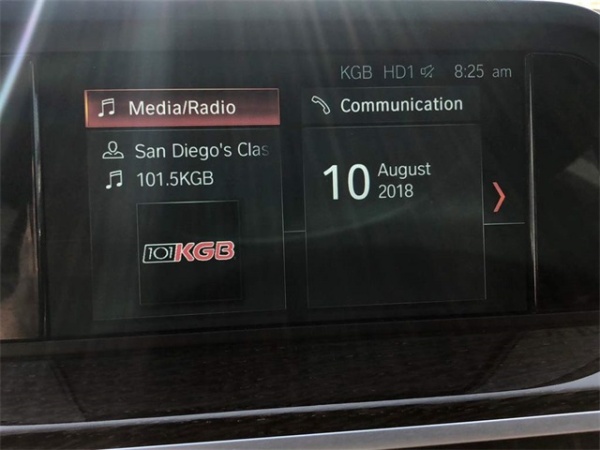 KGB HD1 8:25 am
Media/Radio
San Diego's Clas
101.5KGB
101KGB
Communication
10 August
2018